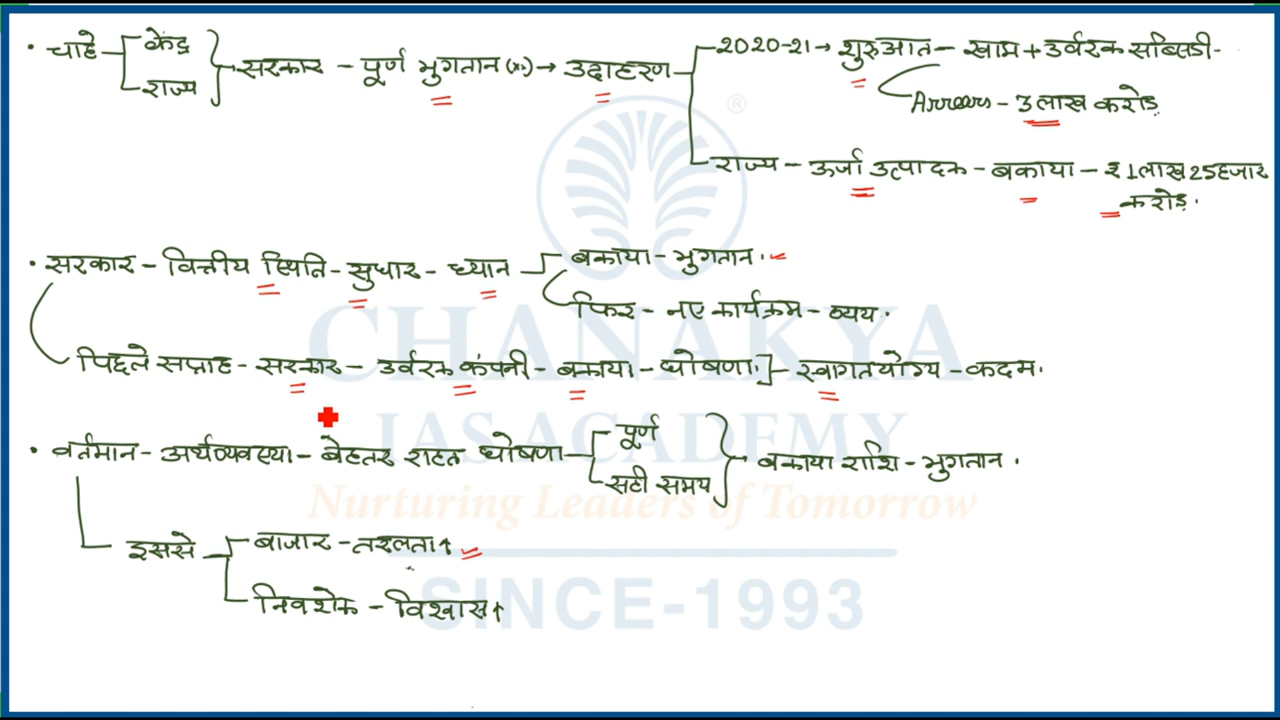 • चाहे केंद्र राज्य } सरकार – पूर्ण भुगतान (x) → उदाहरण
2020-21 → शुरुआत – खाद्य + उर्वरक सब्सिडी –
Arrears – 3 लाख करोड़.
राज्य – ऊर्जा उत्पादक – बकाया – ₹1 लाख 25 हजार करोड़.
• सरकार – वित्तीय स्थिति – सुधार – ध्यान
बकाया – भुगतान.
फिर – नए कार्यक्रम – व्यय.
पिछले सप्ताह – सरकार – उर्वरक कंपनी – बकाया – घोषणा.] – स्वागतयोग्य – कदम.
• वर्तमान – अर्थव्यवस्था – बेहतर राहत घोषणा
पूर्ण
सही समय } → बकाया राशि – भुगतान.
इससे
बाजार – तरलता↑
निवेशक – विश्वास↑
CHANAKYA
IAS ACADEMY
Nurturing Leaders of Tomorrow
SINCE-1993
®